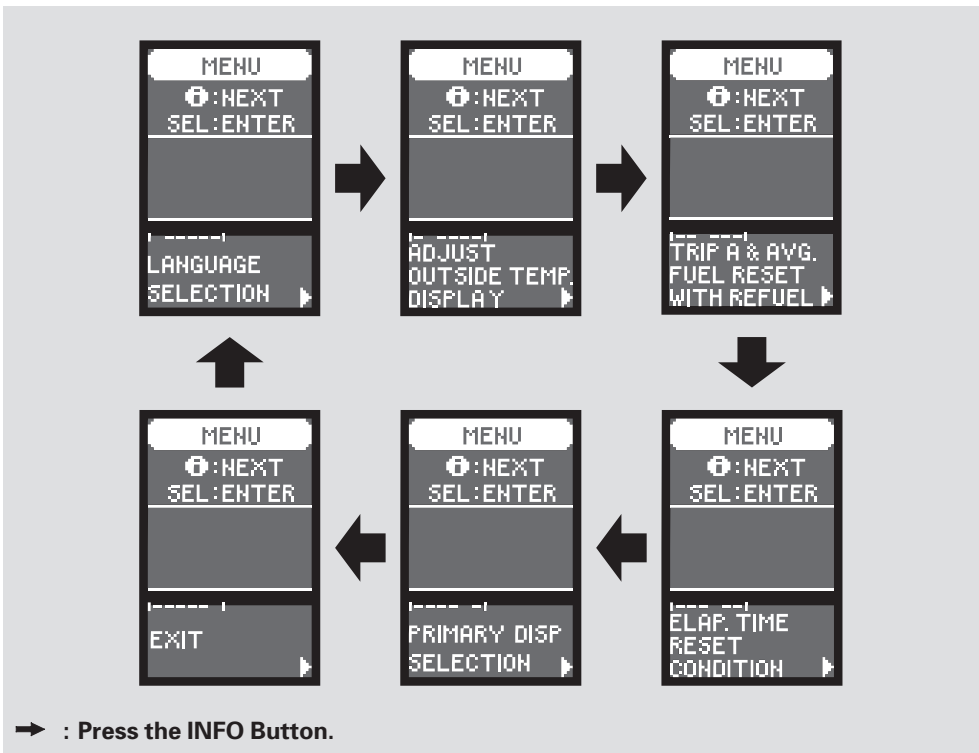 MENU
:NEXT
SEL:ENTER
LANGUAGE
SELECTION
MENU
:NEXT
SEL:ENTER
ADJUST
OUTSIDE TEMP.
DISPLAY
MENU
:NEXT
SEL:ENTER
TRIP A & AVG.
FUEL RESET
WITH REFUEL
MENU
:NEXT
SEL:ENTER
ELAP. TIME
RESET
CONDITION
MENU
:NEXT
SEL:ENTER
PRIMARY DISP
SELECTION
MENU
:NEXT
SEL:ENTER
EXIT
: Press the INFO Button.